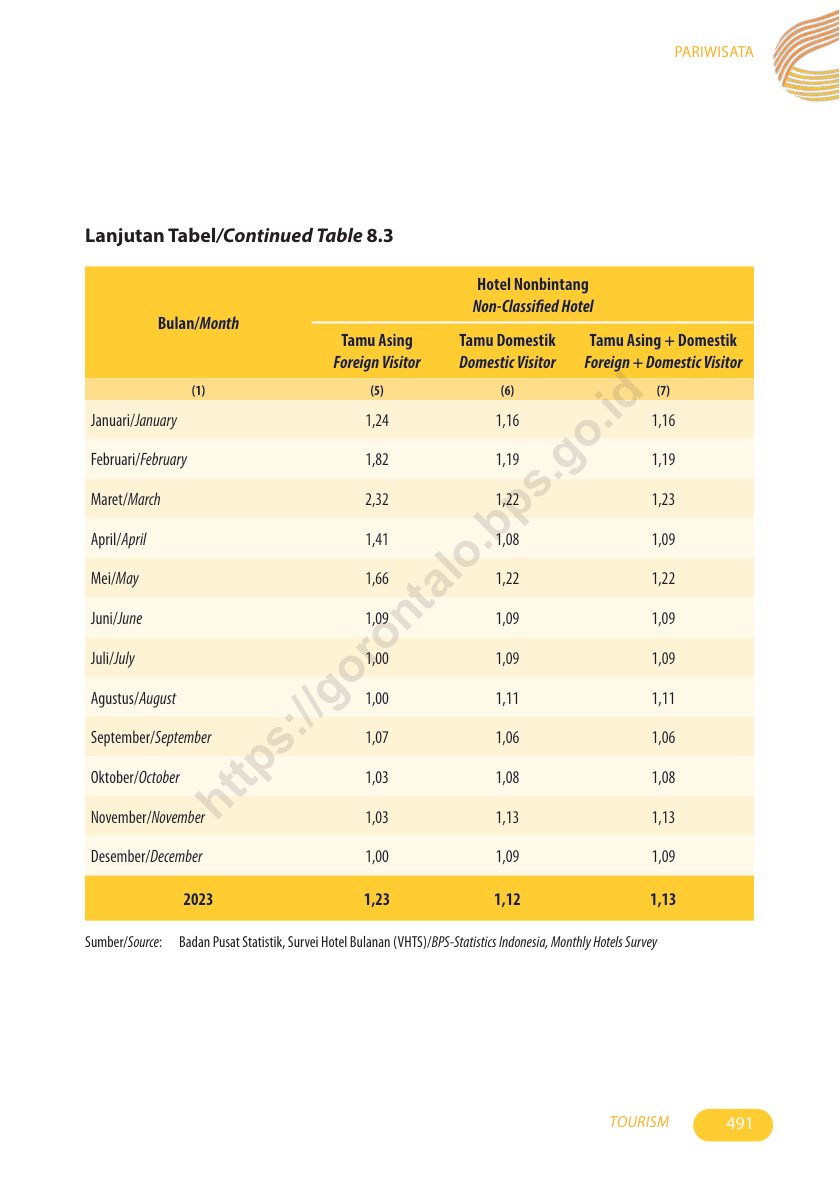 PARIWISATA
Lanjutan Tabel/Continued Table 8.3
Bulan/Month
Hotel Nonbintang
Non-Classified Hotel
Tamu Asing Tamu Domestik Tamu Asing + Domestik
Foreign Visitor Domestic Visitor Foreign + Domestic Visitor
(1) (5) (6) (7)
Januari/January 1,24 1,16 1,16
Februari/February 1,82 1,19 1,19
Maret/March 2,32 1,22 1,23
April/April 1,41 1,08 1,09
Mei/May 1,66 1,22 1,22
Juni/June 1,09 1,09 1,09
Juli/July 1,00 1,09 1,09
Agustus/August 1,00 1,11 1,11
September/September 1,07 1,06 1,06
Oktober/October 1,03 1,08 1,08
November/November 1,03 1,13 1,13
Desember/December 1,00 1,09 1,09
2023 1,23 1,12 1,13
Sumber/Source: Badan Pusat Statistik, Survei Hotel Bulanan (VHTS)/BPS-Statistics Indonesia, Monthly Hotels Survey
https://gorontalo.bps.go.id
TOURISM 491